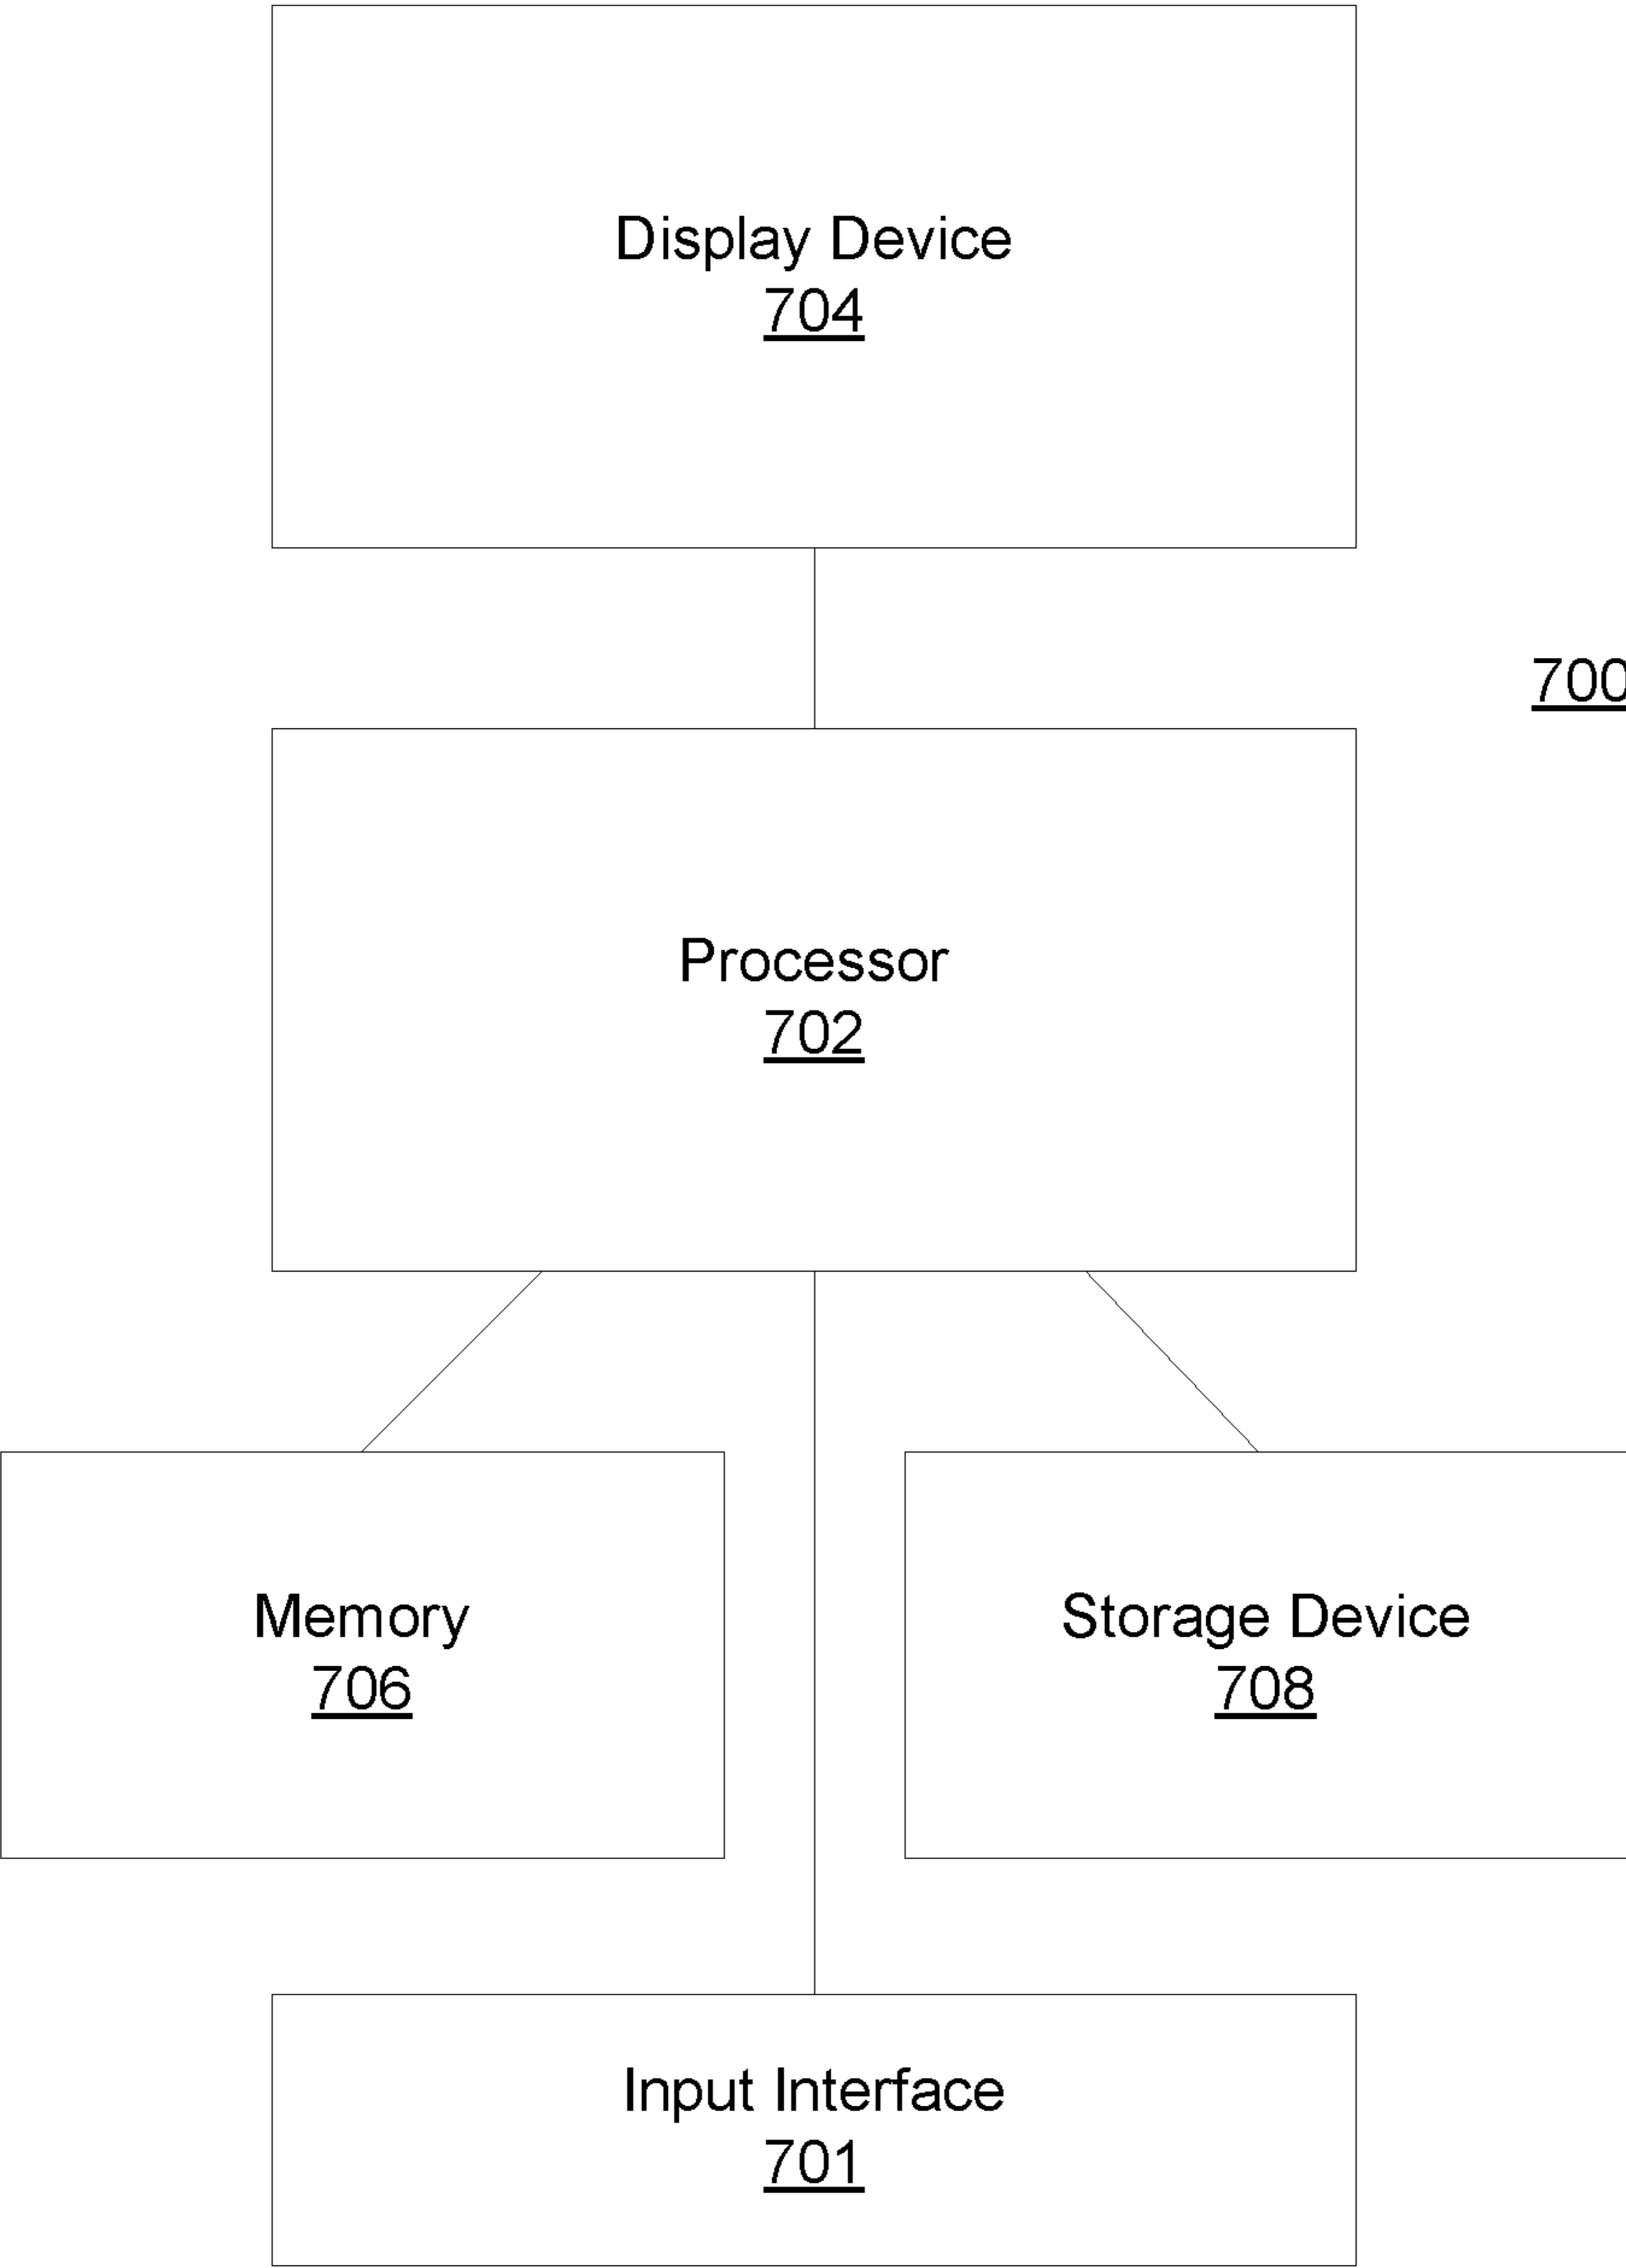 Display Device
704
700
Processor
702
Memory
706
Storage Device
708
Input Interface
701